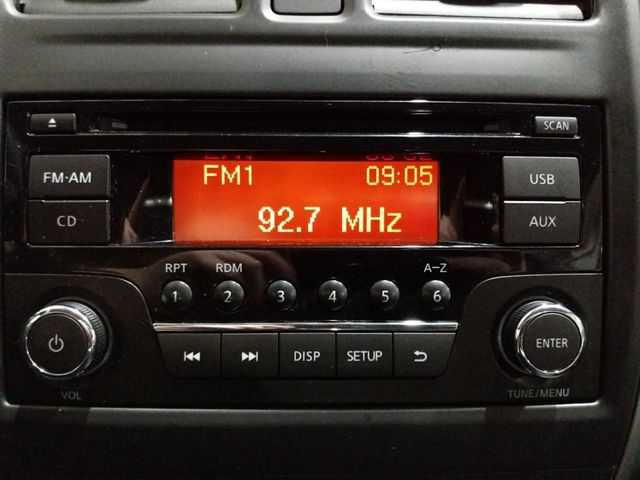 SCAN
FM·AM
FM1 09:05
USB
CD
92.7 MHz
AUX
RPT RDM A-Z
1 2 3 4 5 6
DISP SETUP
ENTER
VOL
TUNE/MENU